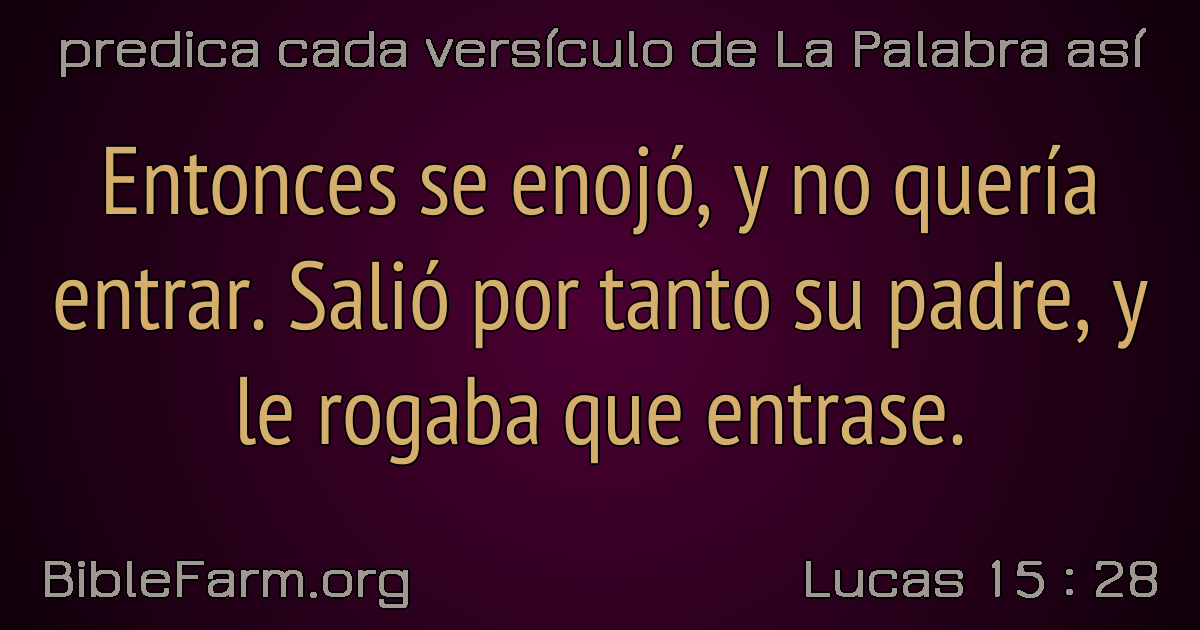 predica cada versículo de La Palabra así
Entonces se enojó, y no quería
entrar. Salió por tanto su padre, y
le rogaba que entrase.
BibleFarm.org
Lucas 15 : 28